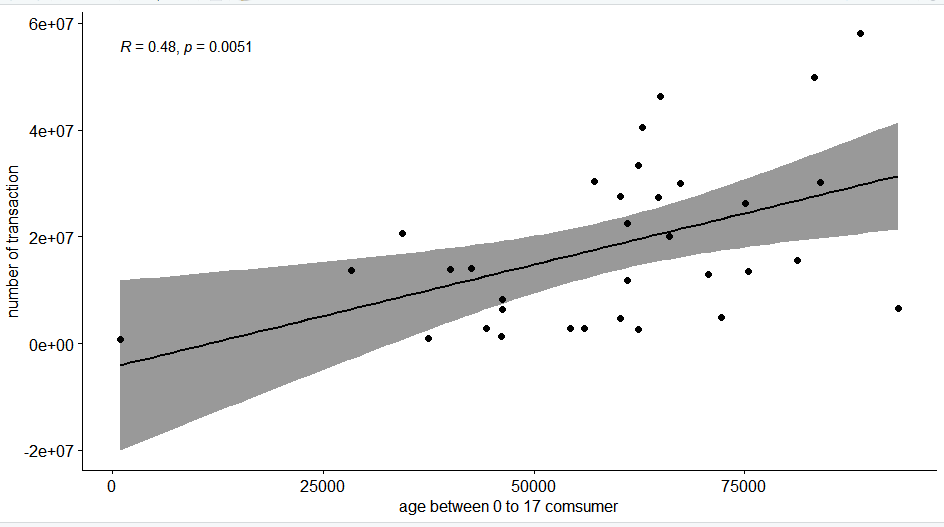 6e+07
R = 0.48, p = 0.0051
4e+07
2e+07
0e+00
-2e+07
number of transaction
0 25000 50000 75000
age between 0 to 17 comsumer